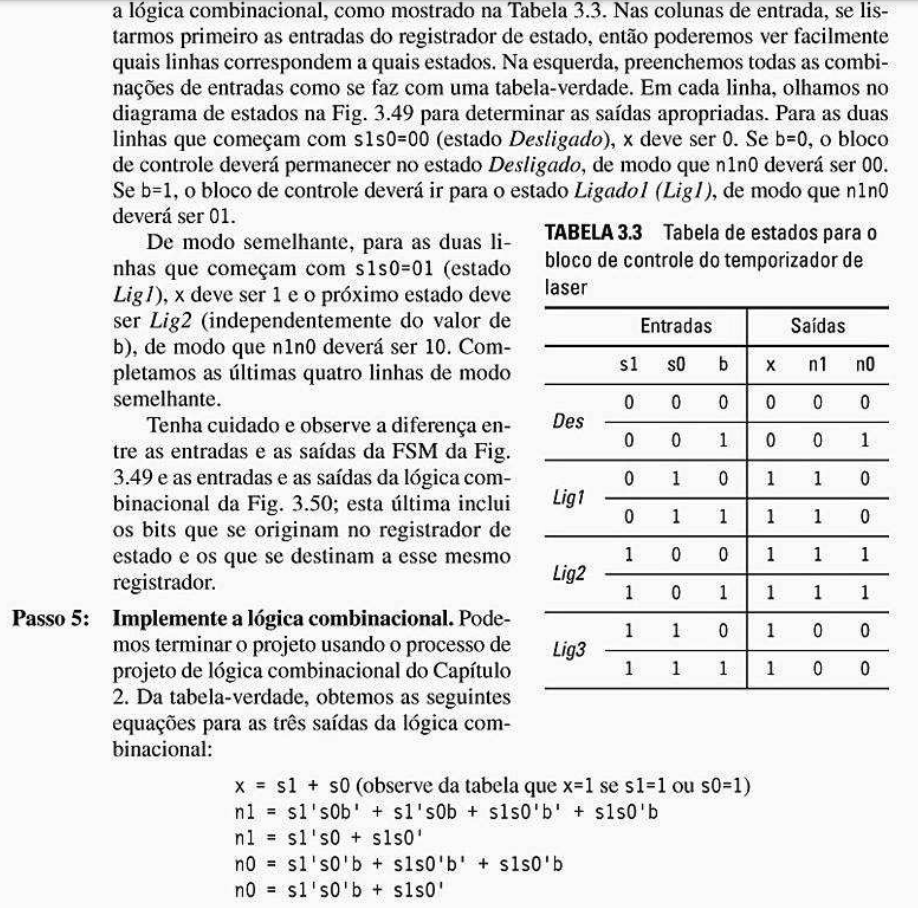 a lógica combinacional, como mostrado na Tabela 3.3. Nas colunas de entrada, se lis-
tarmos primeiro as entradas do registrador de estado, então poderemos ver facilmente
quais linhas correspondem a quais estados. Na esquerda, preenchemos todas as combi-
nações de entradas como se faz com uma tabela-verdade. Em cada linha, olhamos no
diagrama de estados na Fig. 3.49 para determinar as saídas apropriadas. Para as duas
linhas que começam com s1s0=00 (estado Desligado), x deve ser 0. Se b=0, o bloco
de controle deverá permanecer no estado Desligado, de modo que n1n0 deverá ser 00.
Se b=1, o bloco de controle deverá ir para o estado Ligado1 (Lig1), de modo que n1n0
deverá ser 01.
De modo semelhante, para as duas li-
nhas que começam com s1s0=01 (estado
Lig1), x deve ser 1 e o próximo estado deve
ser Lig2 (independentemente do valor de
b), de modo que n1n0 deverá ser 10. Com-
pletamos as últimas quatro linhas de modo
semelhante.
Tenha cuidado e observe a diferença en-
tre as entradas e as saídas da FSM da Fig.
3.49 e as entradas e as saídas da lógica com-
binacional da Fig. 3.50; esta última inclui
os bits que se originam no registrador de
estado e os que se destinam a esse mesmo
registrador.
TABELA 3.3 Tabela de estados para o
bloco de controle do temporizador de
laser
Entradas Saídas
s1 s0 b x n1 n0
Des
0 0 0 0 0 0
0 0 1 0 0 1
Lig1
0 1 0 1 1 0
0 1 1 1 1 0
Lig2
1 0 0 1 1 1
1 0 1 1 1 1
Lig3
1 1 0 1 0 0
1 1 1 1 0 0
Passo 5: Implemente a lógica combinacional. Pode-
mos terminar o projeto usando o processo de
projeto de lógica combinacional do Capítulo
2. Da tabela-verdade, obtemos as seguintes
equações para as três saídas da lógica com-
binacional:
x = s1 + s0 (observe da tabela que x=1 se s1=1 ou s0=1)
n1 = s1's0b' + s1's0b + s1s0'b' + s1s0'b
n1 = s1's0 + s1s0'
n0 = s1's0'b + s1s0'b' + s1s0'b
n0 = s1's0'b + s1s0'